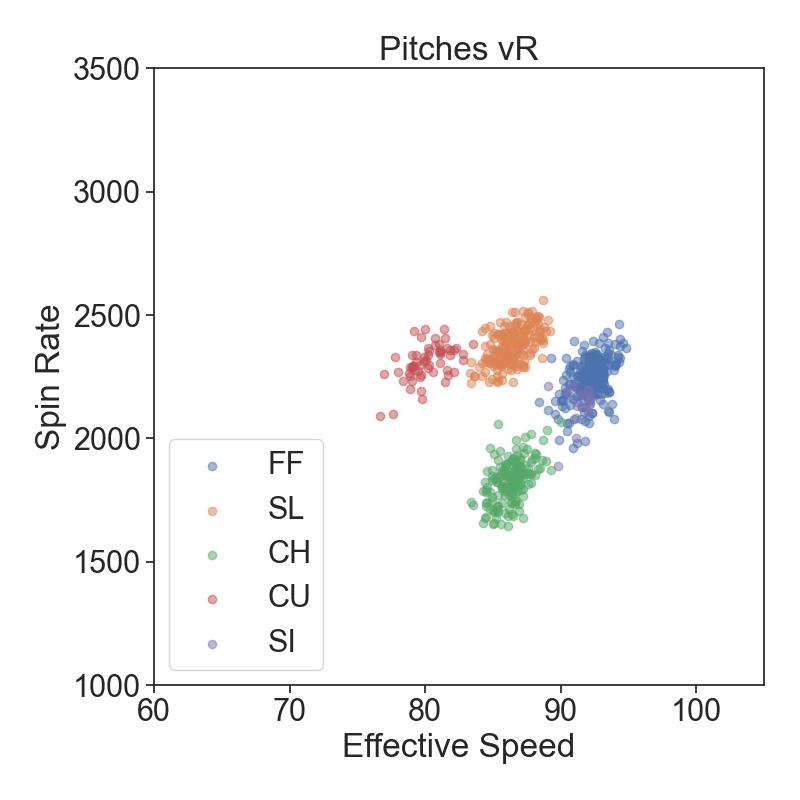 Pitches vR
3500
3000
2500
2000
1500
1000
Spin Rate
FF
SL
CH
CU
SI
60 70 80 90 100
Effective Speed